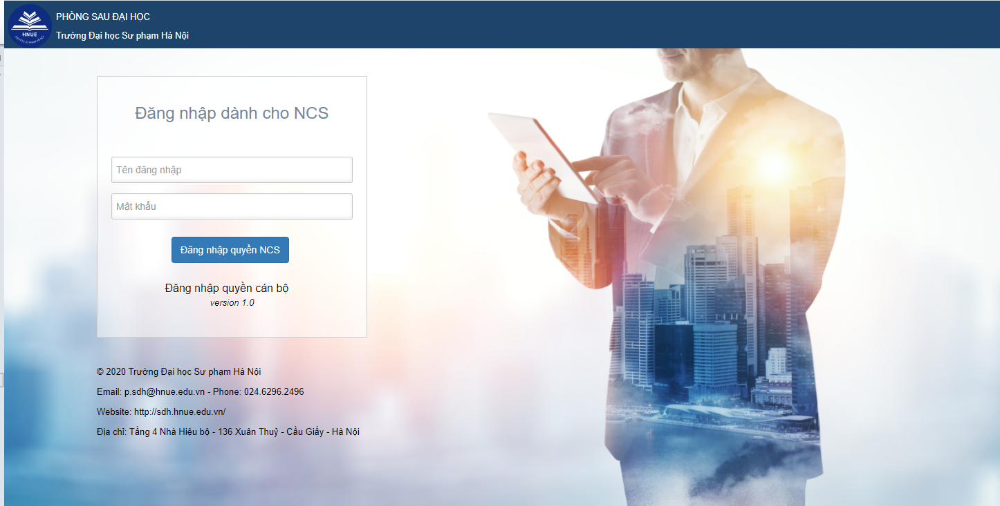 PHÒNG SAU ĐẠI HỌC
Trường Đại học Sư phạm Hà Nội
HNUE
Đăng nhập dành cho NCS
Tên đăng nhập
Mật khẩu
Đăng nhập quyền NCS
Đăng nhập quyền cán bộ
version 1.0
© 2020 Trường Đại học Sư phạm Hà Nội
Email: p.sdh@hnue.edu.vn - Phone: 024.6296.2496
Website: http://sdh.hnue.edu.vn/
Địa chỉ: Tầng 4 Nhà Hiệu bộ - 136 Xuân Thuỷ - Cầu Giấy - Hà Nội